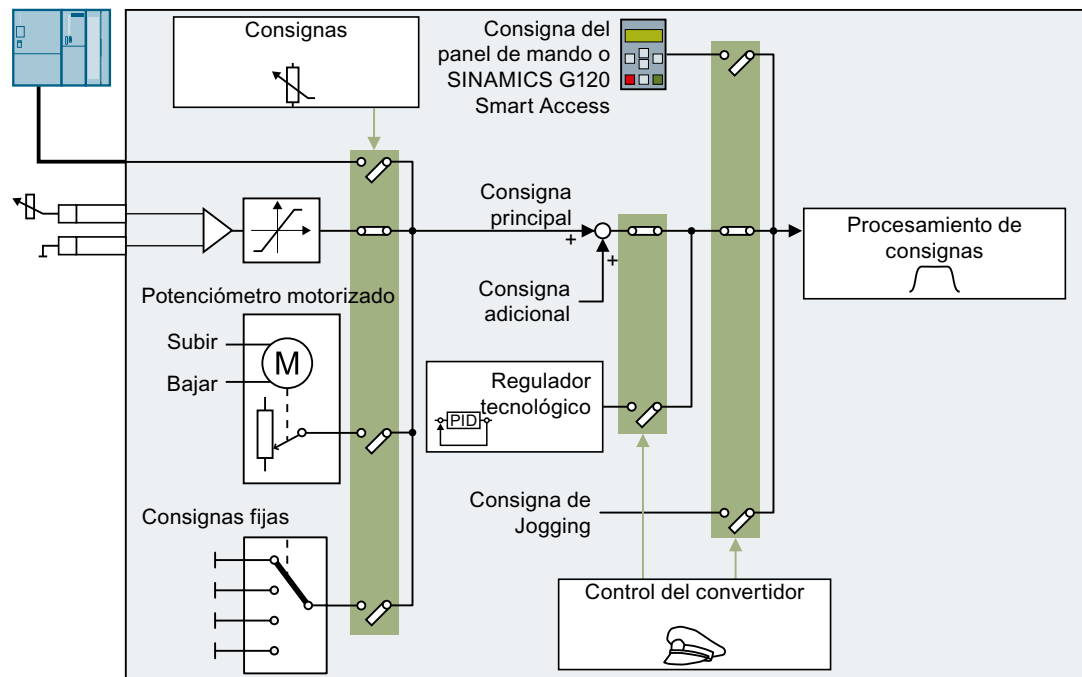 Consignas
Consigna del
panel de mando o
SINAMICS G120
Smart Access
Consigna
principal
+
+
Consigna
adicional
Procesamiento de
consignas
Potenciómetro motorizado
Subir
Bajar
M
Regulador
tecnológico
PID
Consigna de
Jogging
Consignas fijas
Control del convertidor